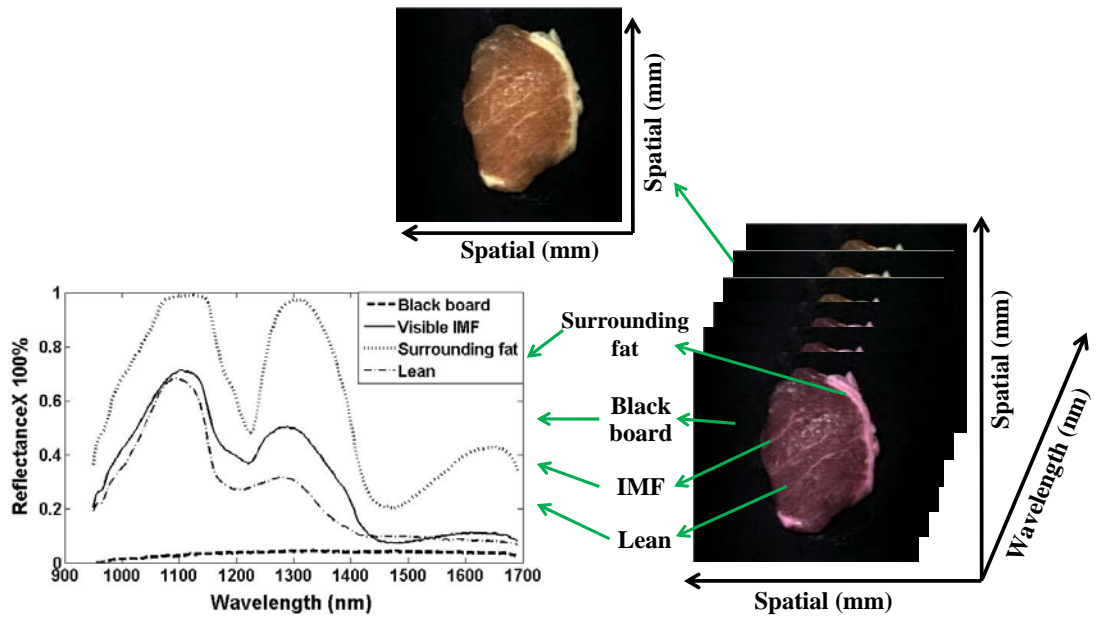 Spatial (mm)
Spatial (mm)
1
0.8
0.6
0.4
0.2
0
ReflectanceX 100%
900 1000 1100 1200 1300 1400 1500 1600 1700
Wavelength (nm)
Black board
Visible IMF
Surrounding fat
Lean
Surrounding
fat
Black
board
IMF
Lean
Spatial (mm)
Wavelength (nm)
Spatial (mm)